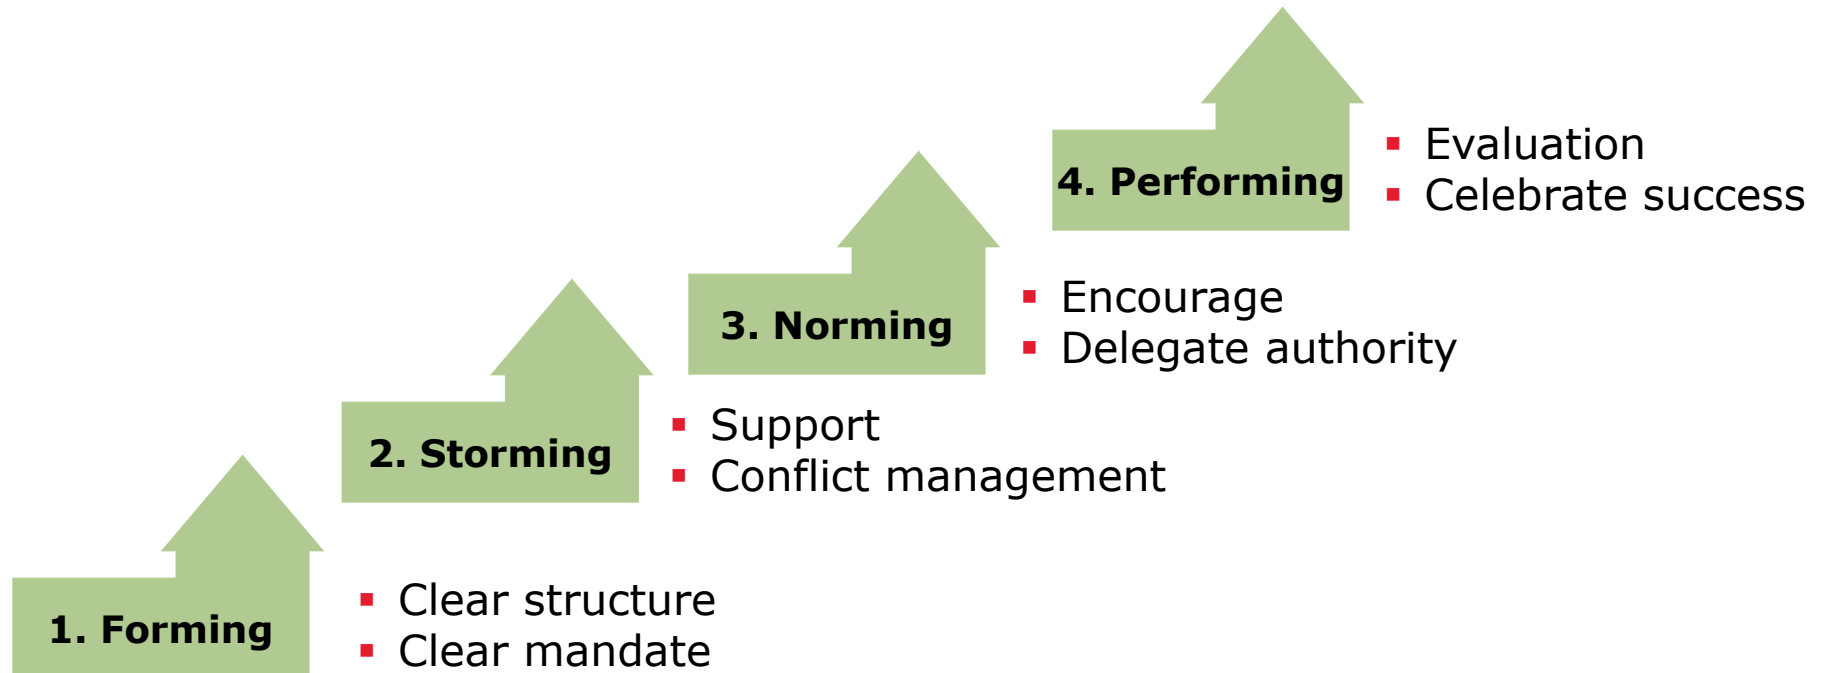 4. Performing
▪ Evaluation
▪ Celebrate success
3. Norming
▪ Encourage
▪ Delegate authority
2. Storming
▪ Support
▪ Conflict management
1. Forming
▪ Clear structure
▪ Clear mandate